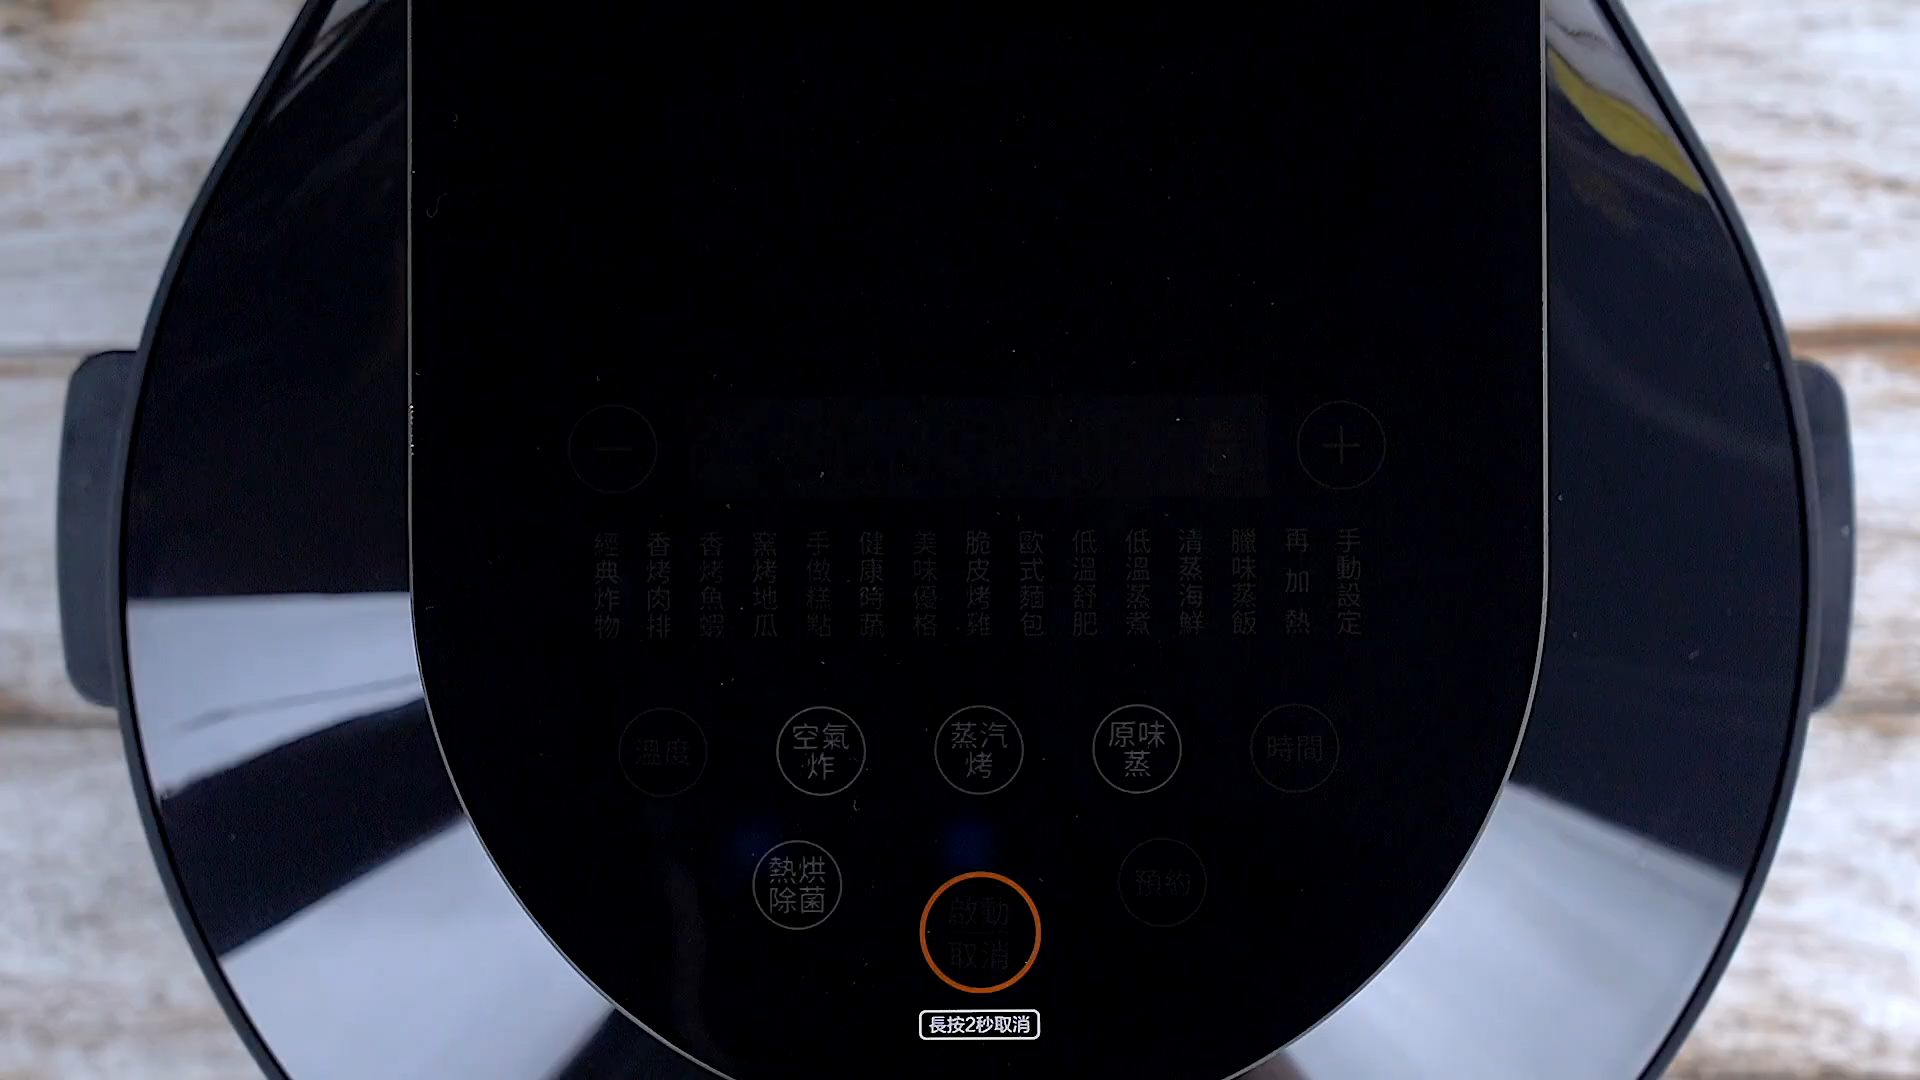 經典炸物
香烤肉排
香烤魚蝦
窯烤地瓜
手做糕點
健康時蔬
美味優格
脆皮烤雞
歐式麵包
低溫舒肥
低溫蒸煮
清蒸海鮮
臘味蒸飯
再加熱
手動設定
溫度
空氣
炸
蒸汽
烤
原味
蒸
時間
熱烘
除菌
啟動
取消
預約
長按2秒取消